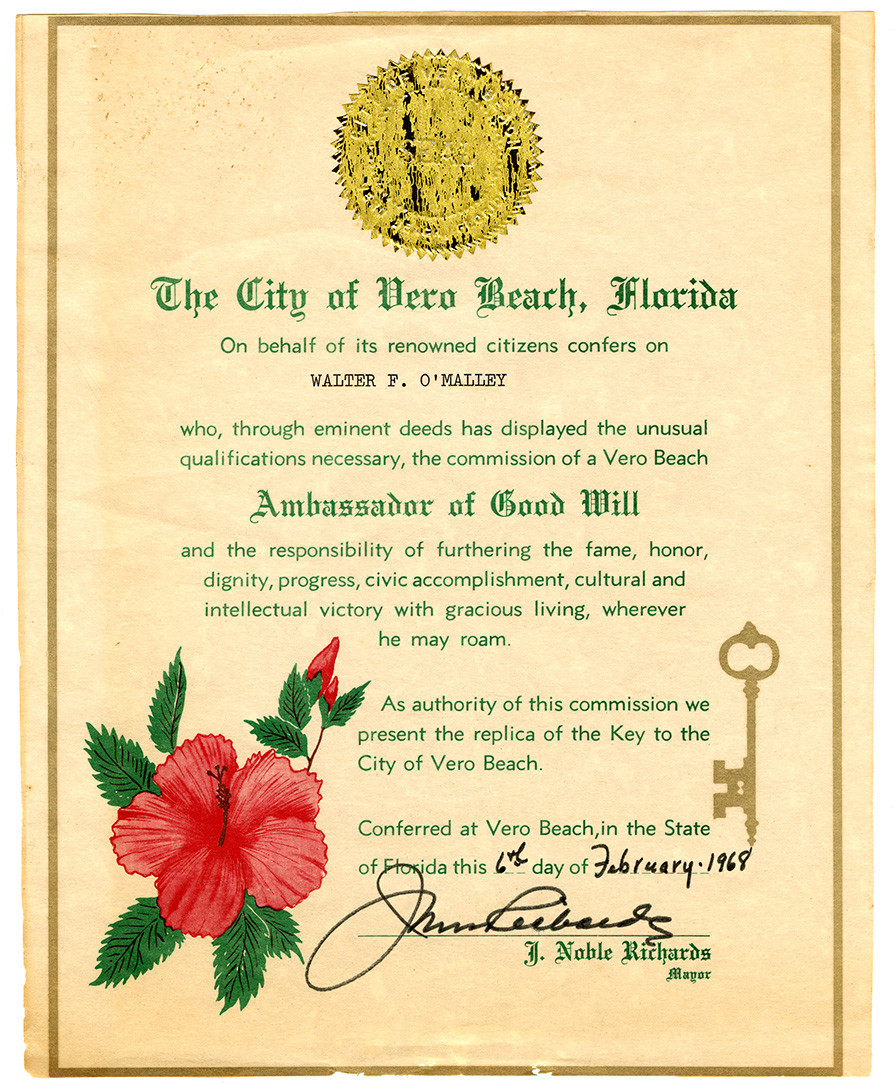 The City of Vero Beach, Florida
On behalf of its renowned citizens confers on
WALTER F. O'MALLEY
who, through eminent deeds has displayed the unusual
qualifications necessary, the commission of a Vero Beach
Ambassador of Good Will
and the responsibility of furthering the fame, honor,
dignity, progress, civic accomplishment, cultural and
intellectual victory with gracious living, wherever
he may roam.
As authority of this commission we
present the replica of the Key to the
City of Vero Beach.
Conferred at Vero Beach,in the State
of Florida this 6th day of February·1968
J. Noble Richards
Mayor